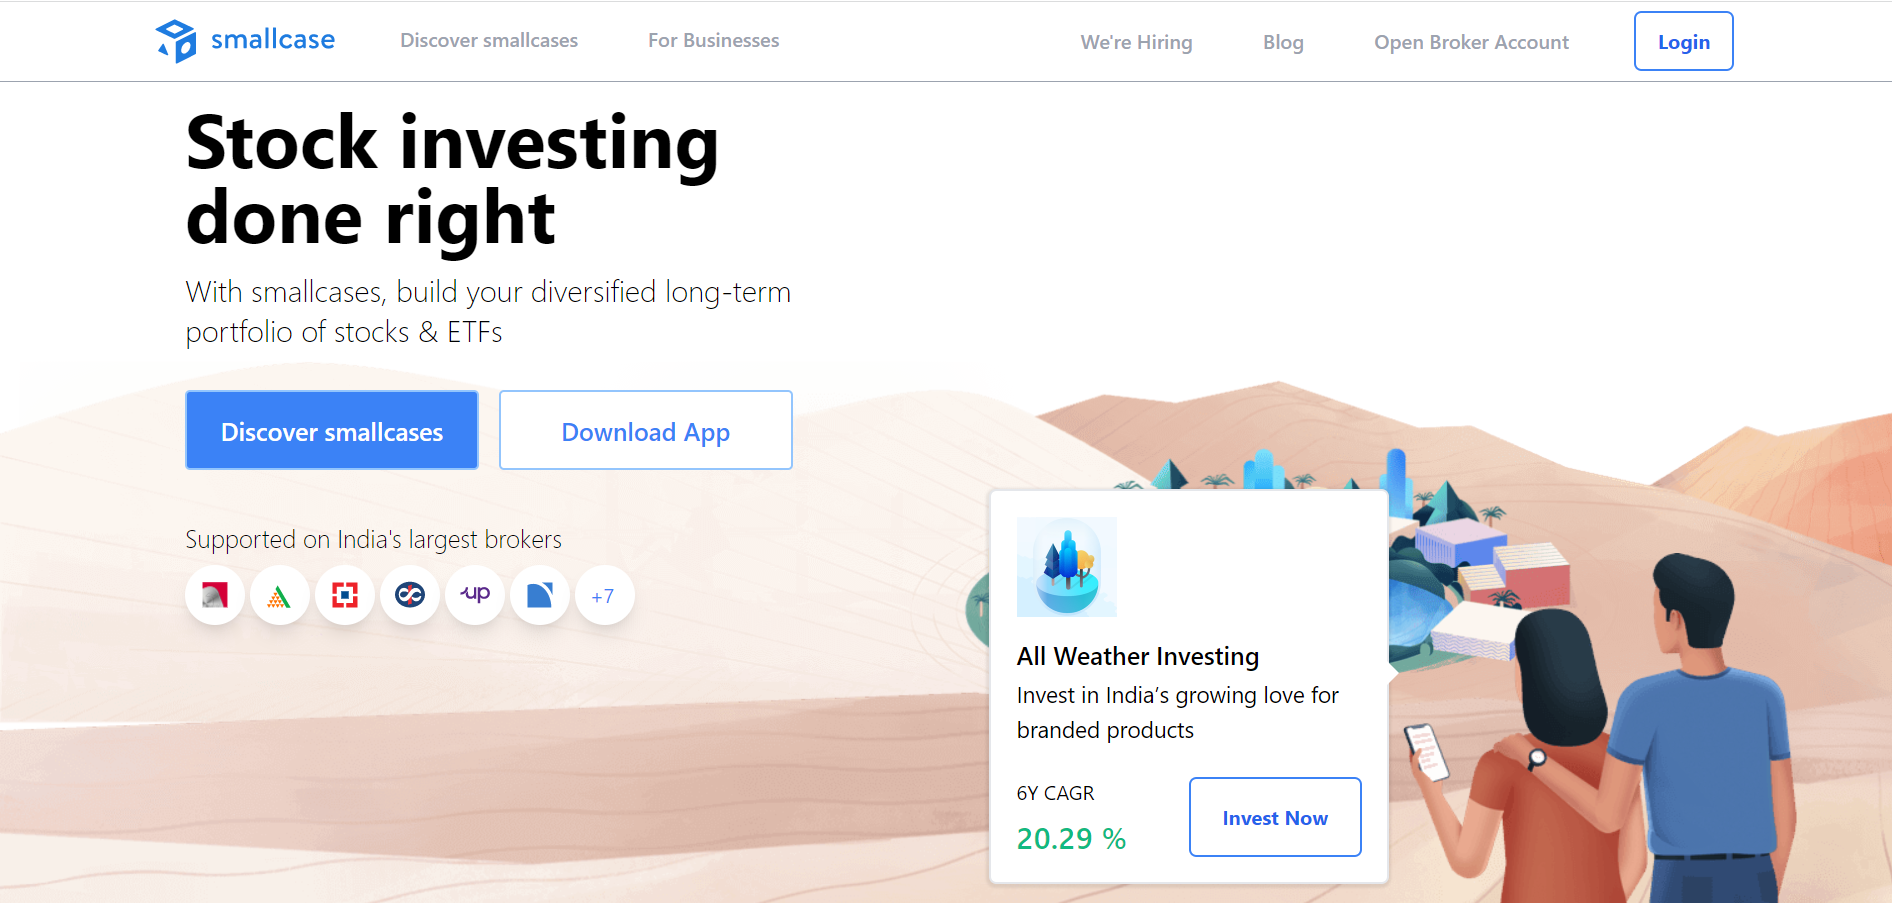 smallcase
Discover smallcases
For Businesses
We're Hiring
Blog
Open Broker Account
Login
Stock investing
done right
With smallcases, build your diversified long-term
portfolio of stocks & ETFs
Discover smallcases
Download App
Supported on India's largest brokers
up
+7
All Weather Investing
Invest in India’s growing love for
branded products
6Y CAGR
20.29 %
Invest Now